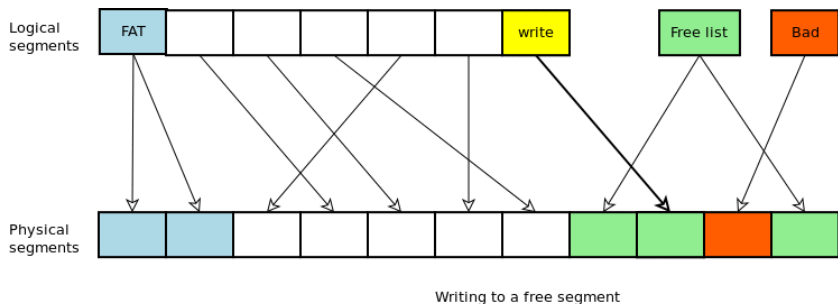 Logical
segments
FAT
write
Free list
Bad
Physical
segments
Writing to a free segment